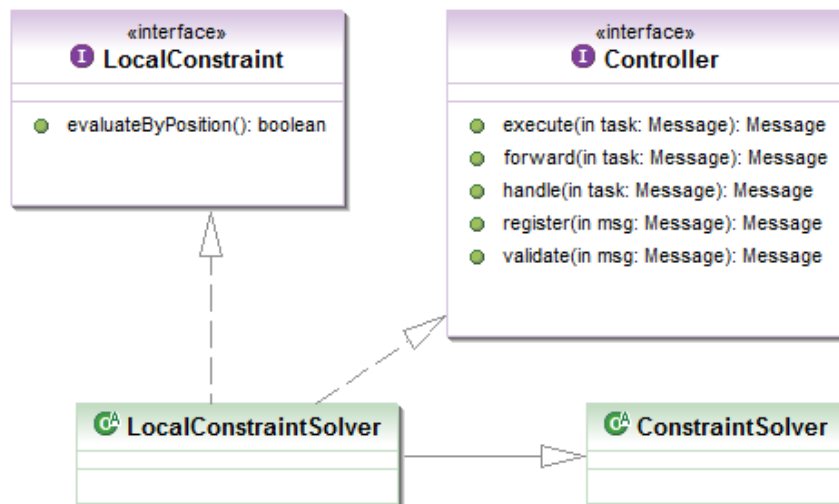 «interface»
LocalConstraint
evaluateByPosition(): boolean
«interface»
Controller
execute(in task: Message): Message
forward(in task: Message): Message
handle(in task: Message): Message
register(in msg: Message): Message
validate(in msg: Message): Message
LocalConstraintSolver
ConstraintSolver